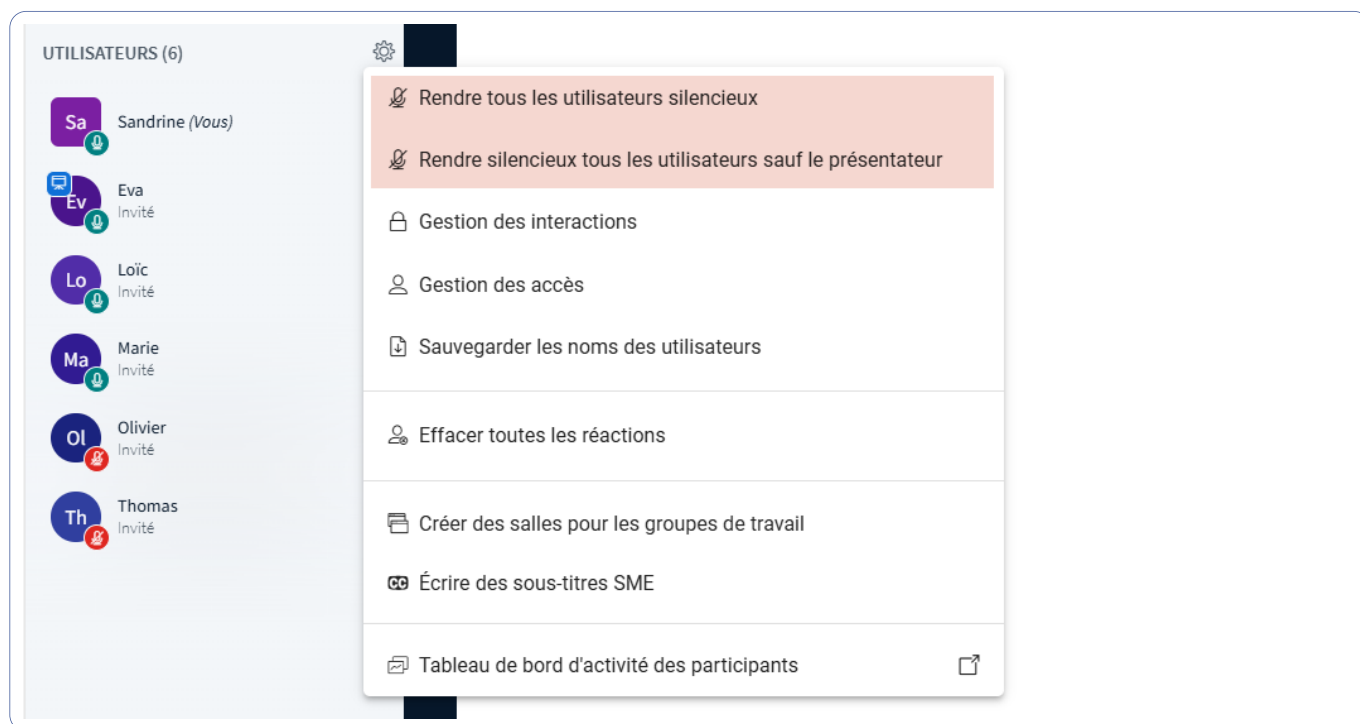 UTILISATEURS (6)
Sa
Sandrine (Vous)
Ev
Eva
Invité
Lo
Loïc
Invité
Ma
Marie
Invité
Ol
Olivier
Invité
Th
Thomas
Invité
Rendre tous les utilisateurs silencieux
Rendre silencieux tous les utilisateurs sauf le présentateur
Gestion des interactions
Gestion des accès
Sauvegarder les noms des utilisateurs
Effacer toutes les réactions
Créer des salles pour les groupes de travail
CC Écrire des sous-titres SME
Tableau de bord d'activité des participants